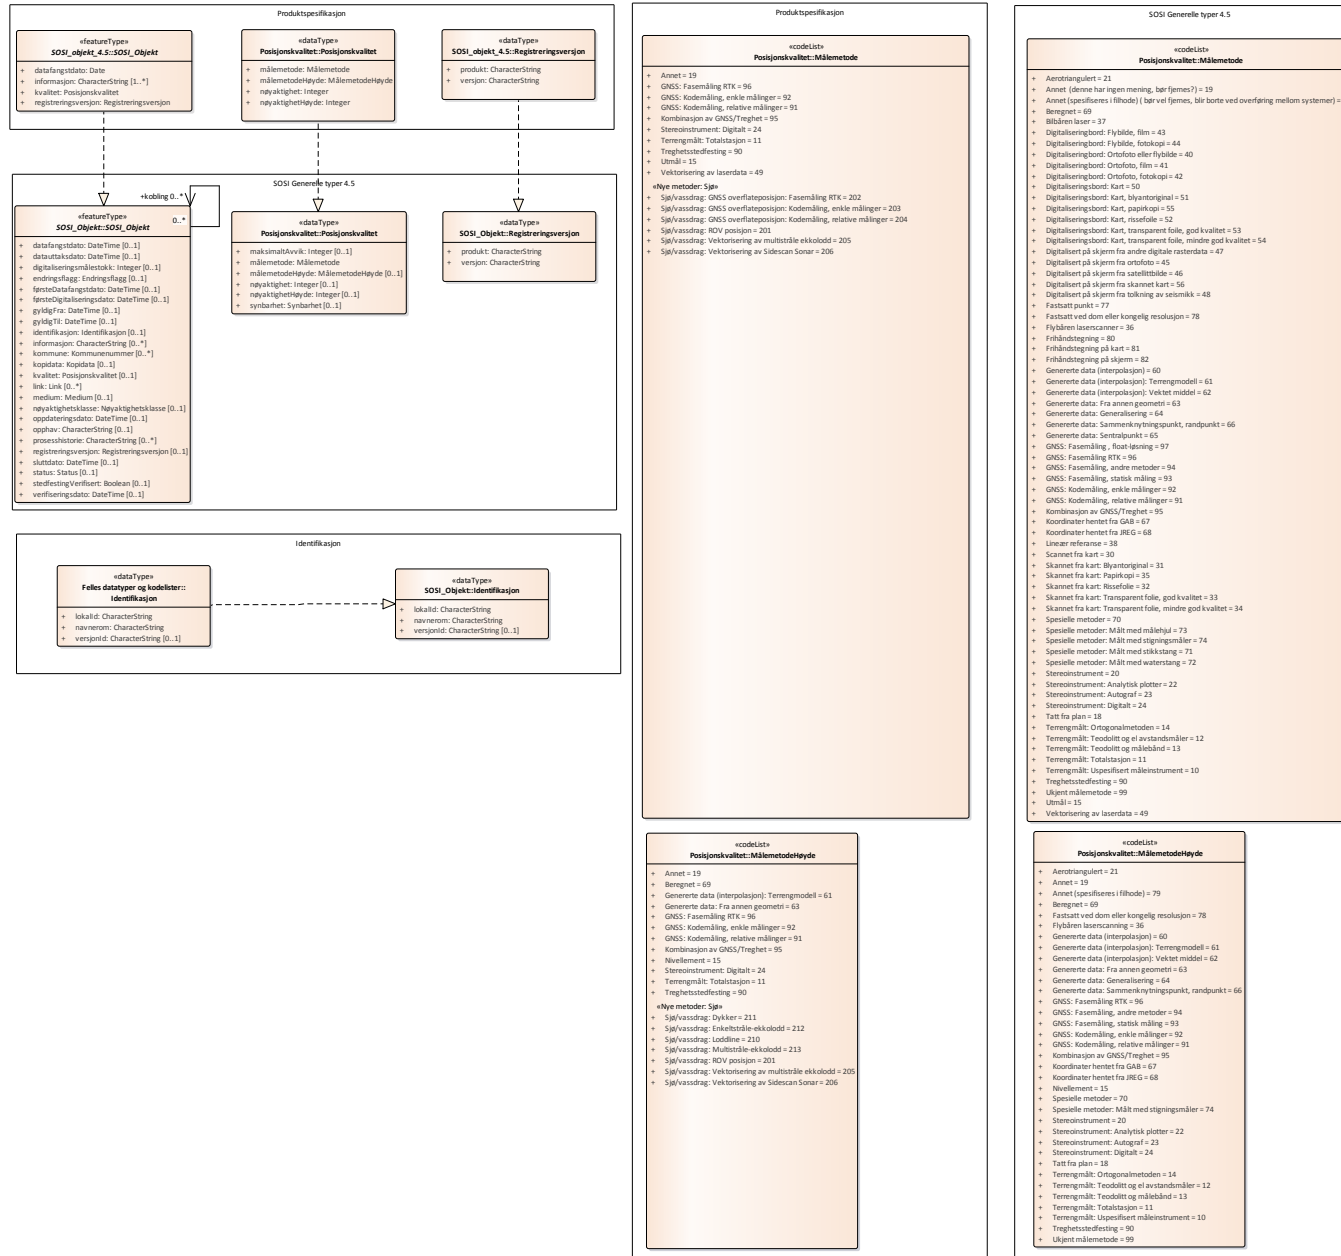 Produktspesifikasjon
«featureType»
SOSI_objekt_4.5::SOSI_Objekt
+ datafangstdato: Date
+ informasjon: CharacterString [1..*]
+ kvalitet: Posisjonskvalitet
+ registreringsversjon: Registreringsversjon
«dataType»
Posisjonskvalitet::Posisjonskvalitet
+ målemetode: Målemetode
+ målemetodeHøyde: MålemetodeHøyde
+ nøyaktighet: Integer
+ nøyaktighetHøyde: Integer
«dataType»
SOSI_objekt_4.5::Registreringsversjon
+ produkt: CharacterString
+ versjon: CharacterString
SOSI Generelle typer 4.5
+kobling 0..*
0..*
«featureType»
SOSI_Objekt::SOSI_Objekt
+ datafangstdato: DateTime [0..1]
+ datauttaksdato: DateTime [0..1]
+ digitaliseringsmålestokk: Integer [0..1]
+ endringsflagg: Endringsflagg [0..1]
+ førsteDatafangstdato: DateTime [0..1]
+ førsteDigitaliseringsdato: DateTime [0..1]
+ gyldigFra: DateTime [0..1]
+ gyldigTil: DateTime [0..1]
+ identifikasjon: Identifikasjon [0..1]
+ informasjon: CharacterString [0..*]
+ kommune: Kommunenummer [0..*]
+ kopidata: Kopidata [0..1]
+ kvalitet: Posisjonskvalitet [0..1]
+ link: Link [0..*]
+ medium: Medium [0..1]
+ nøyaktighetsklasse: Nøyaktighetsklasse [0..1]
+ oppdateringsdato: DateTime [0..1]
+ opphav: CharacterString [0..1]
+ prosesshistorie: CharacterString [0..*]
+ registreringsversjon: Registreringsversjon [0..1]
+ sluttdato: DateTime [0..1]
+ status: Status [0..1]
+ stedfestingVerifisert: Boolean [0..1]
+ verifiseringsdato: DateTime [0..1]
«dataType»
Posisjonskvalitet::Posisjonskvalitet
+ maksimaltAvvik: Integer [0..1]
+ målemetode: Målemetode
+ målemetodeHøyde: MålemetodeHøyde [0..1]
+ nøyaktighet: Integer [0..1]
+ nøyaktighetHøyde: Integer [0..1]
+ synbarhet: Synbarhet [0..1]
«dataType»
SOSI_Objekt::Registreringsversjon
+ produkt: CharacterString
+ versjon: CharacterString
Identifikasjon
«dataType»
Felles datatyper og kodelister::
Identifikasjon
+ lokalId: CharacterString
+ navnerom: CharacterString
+ versjonId: CharacterString [0..1]
«dataType»
SOSI_Objekt::Identifikasjon
+ lokalId: CharacterString
+ navnerom: CharacterString
+ versjonId: CharacterString [0..1]
Produktspesifikasjon
«codeList»
Posisjonskvalitet::Målemetode
+ Annet = 19
+ GNSS: Fasemåling RTK = 96
+ GNSS: Kodemåling, enkle målinger = 92
+ GNSS: Kodemåling, relative målinger = 91
+ Kombinasjon av GNSS/Treghet = 95
+ Stereoinstrument: Digitalt = 24
+ Terrengmålt: Totalstasjon = 11
+ Treghetsstedfesting = 90
+ Utmål = 15
+ Vektorisering av laserdata = 49
«Nye metoder: Sjø»
+ Sjø/vassdrag: GNSS overflateposisjon: Fasemåling RTK = 202
+ Sjø/vassdrag: GNSS overflateposisjon: Kodemåling, enkle målinger = 203
+ Sjø/vassdrag: GNSS overflateposisjon: Kodemåling, relative målinger = 204
+ Sjø/vassdrag: ROV posisjon = 201
+ Sjø/vassdrag: Vektorisering av multistråle ekkolodd = 205
+ Sjø/vassdrag: Vektorisering av Sidescan Sonar = 206
«codeList»
Posisjonskvalitet::MålemetodeHøyde
+ Annet = 19
+ Beregnet = 69
+ Genererte data (interpolasjon): Terrengmodell = 61
+ Genererte data: Fra annen geometri = 63
+ GNSS: Fasemåling RTK = 96
+ GNSS: Kodemåling, enkle målinger = 92
+ GNSS: Kodemåling, relative målinger = 91
+ Kombinasjon av GNSS/Treghet = 95
+ Nivellement = 15
+ Stereoinstrument: Digitalt = 24
+ Terrengmålt: Totalstasjon = 11
+ Treghetsstedfesting = 90
«Nye metoder: Sjø»
+ Sjø/vassdrag: Dykker = 211
+ Sjø/vassdrag: Enkeltstråle-ekkolodd = 212
+ Sjø/vassdrag: Loddline = 210
+ Sjø/vassdrag: Multistråle-ekkolodd = 213
+ Sjø/vassdrag: ROV posisjon = 201
+ Sjø/vassdrag: Vektorisering av multistråle ekkolodd = 205
+ Sjø/vassdrag: Vektorisering av Sidescan Sonar = 206
SOSI Generelle typer 4.5
«codeList»
Posisjonskvalitet::Målemetode
+ Aerotriangulert = 21
+ Annet (denne har ingen mening, bør fjernes?) = 19
+ Annet (spesifiseres i filhode) ( bør vel fjernes, blir borte ved overføring mellom systemer) =
+ Beregnet = 69
+ Bilbåren laser = 37
+ Digitaliseringbord: Flybilde, film = 43
+ Digitaliseringbord: Flybilde, fotokopi = 44
+ Digitaliseringbord: Ortofoto eller flybilde = 40
+ Digitaliseringbord: Ortofoto, film = 41
+ Digitaliseringbord: Ortofoto, fotokopi = 42
+ Digitaliseringsbord: Kart = 50
+ Digitaliseringsbord: Kart, blyantoriginal = 51
+ Digitaliseringsbord: Kart, papirkopi = 55
+ Digitaliseringsbord: Kart, rissefoile = 52
+ Digitaliseringsbord: Kart, transparent foile, god kvalitet = 53
+ Digitaliseringsbord: Kart, transparent foile, mindre god kvalitet = 54
+ Digitalisert på skjerm fra andre digitale rasterdata = 47
+ Digitalisert på skjerm fra ortofoto = 45
+ Digitalisert på skjerm fra satellittbilde = 46
+ Digitalisert på skjerm fra skannet kart = 56
+ Digitalisert på skjerm fra tolkning av seismikk = 48
+ Fastsatt punkt = 77
+ Fastsatt ved dom eller kongelig resolusjon = 78
+ Flybåren laserscanner = 36
+ Frihåndstegning = 80
+ Frihåndstegning på kart = 81
+ Frihåndstegning på skjerm = 82
+ Genererte data (interpolasjon) = 60
+ Genererte data (interpolasjon): Terrengmodell = 61
+ Genererte data (interpolasjon): Vektet middel = 62
+ Genererte data: Fra annen geometri = 63
+ Genererte data: Generalisering = 64
+ Genererte data: Sammenknytningspunkt, randpunkt = 66
+ Genererte data: Sentralpunkt = 65
+ GNSS: Fasemåling , float-løsning = 97
+ GNSS: Fasemåling RTK = 96
+ GNSS: Fasemåling, andre metoder = 94
+ GNSS: Fasemåling, statisk måling = 93
+ GNSS: Kodemåling, enkle målinger = 92
+ GNSS: Kodemåling, relative målinger = 91
+ Kombinasjon av GNSS/Treghet = 95
+ Koordinater hentet fra GAB = 67
+ Koordinater hentet fra JREG = 68
+ Lineær referanse = 38
+ Scannet fra kart = 30
+ Skannet fra kart: Blyantoriginal = 31
+ Skannet fra kart: Papirkopi = 35
+ Skannet fra kart: Rissefolie = 32
+ Skannet fra kart: Transparent folie, god kvalitet = 33
+ Skannet fra kart: Transparent folie, mindre god kvalitet = 34
+ Spesielle metoder = 70
+ Spesielle metoder: Målt med målehjul = 73
+ Spesielle metoder: Målt med stigningsmåler = 74
+ Spesielle metoder: Målt med stikkstang = 71
+ Spesielle metoder: Målt med waterstang = 72
+ Stereoinstrument = 20
+ Stereoinstrument: Analytisk plotter = 22
+ Stereoinstrument: Autograf = 23
+ Stereoinstrument: Digitalt = 24
+ Tatt fra plan = 18
+ Terrengmålt: Ortogonalmetoden = 14
+ Terrengmålt: Teodolitt og el avstandsmåler = 12
+ Terrengmålt: Teodolitt og målebånd = 13
+ Terrengmålt: Totalstasjon = 11
+ Terrengmålt: Uspesifisert måleinstrument = 10
+ Treghetsstedfesting = 90
+ Ukjent målemetode = 99
+ Utmål = 15
+ Vektorisering av laserdata = 49
«codeList»
Posisjonskvalitet::MålemetodeHøyde
+ Aerotriangulert = 21
+ Annet = 19
+ Annet (spesifiseres i filhode) = 79
+ Beregnet = 69
+ Fastsatt ved dom eller kongelig resolusjon = 78
+ Flybåren laserscanning = 36
+ Genererte data (interpolasjon) = 60
+ Genererte data (interpolasjon): Terrengmodell = 61
+ Genererte data (interpolasjon): Vektet middel = 62
+ Genererte data: Fra annen geometri = 63
+ Genererte data: Generalisering = 64
+ Genererte data: Sammenknytningspunkt, randpunkt = 66
+ GNSS: Fasemåling RTK = 96
+ GNSS: Fasemåling, andre metoder = 94
+ GNSS: Fasemåling, statisk måling = 93
+ GNSS: Kodemåling, enkle målinger = 92
+ GNSS: Kodemåling, relative målinger = 91
+ Kombinasjon av GNSS/Treghet = 95
+ Koordinater hentet fra GAB = 67
+ Koordinater hentet fra JREG = 68
+ Nivellement = 15
+ Spesielle metoder = 70
+ Spesielle metoder: Målt med stigningsmåler = 74
+ Stereoinstrument = 20
+ Stereoinstrument: Analytisk plotter = 22
+ Stereoinstrument: Autograf = 23
+ Stereoinstrument: Digitalt = 24
+ Tatt fra plan = 18
+ Terrengmålt: Ortogonalmetoden = 14
+ Terrengmålt: Teodolitt og el avstandsmåler = 12
+ Terrengmålt: Teodolitt og målebånd = 13
+ Terrengmålt: Totalstasjon = 11
+ Terrengmålt: Uspesifisert måleinstrument = 10
+ Treghetsstedfesting = 90
+ Ukjent målemetode = 99